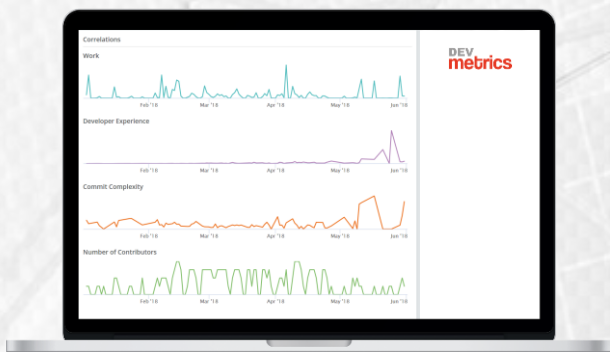 Correlations
Work
Feb '18
Mar '18
Apr '18
May '18
Jun '18
Developer Experience
Feb '18
Mar '18
Apr '18
May '18
Jun '18
Commit Complexity
Feb '18
Mar '18
Apr '18
May '18
Jun '18
Number of Contributors
Feb '18
Mar '18
Apr '18
May '18
Jun '18
DEV
metrics